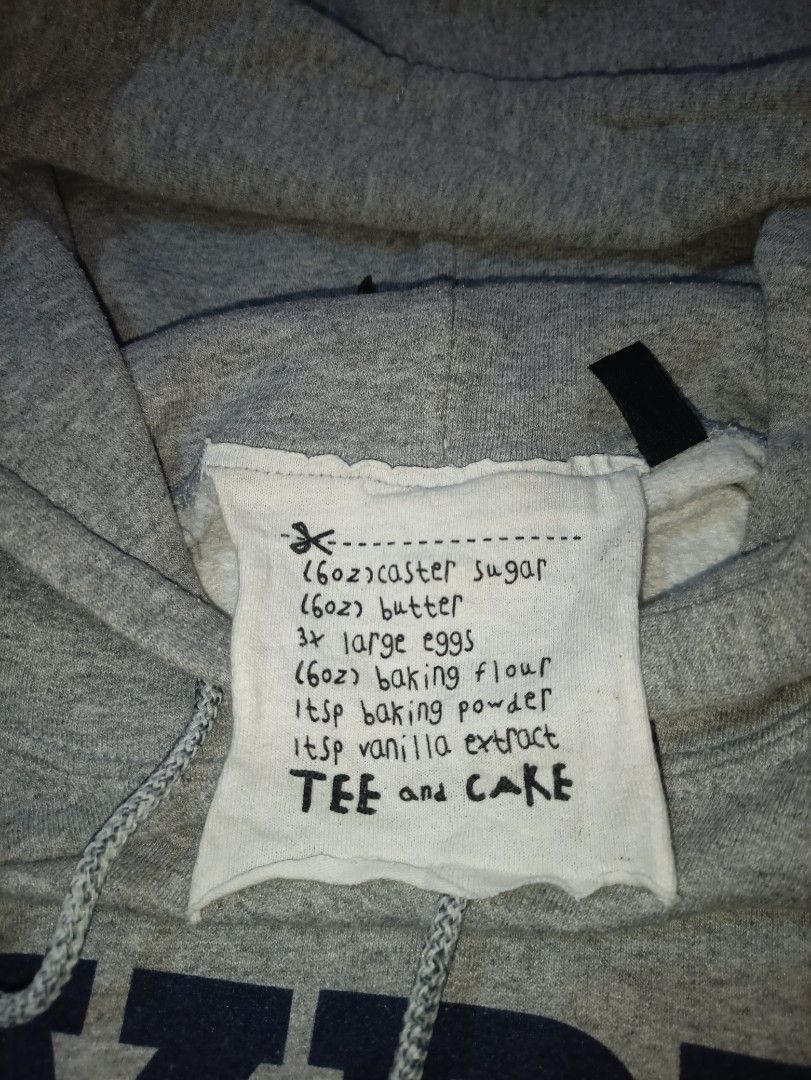 (6oz)caster sugar
(6oz) butter
3x large eggs
(6oz) baking flour
1tsp baking powder
1tsp vanilla extract
TEE and CAKE